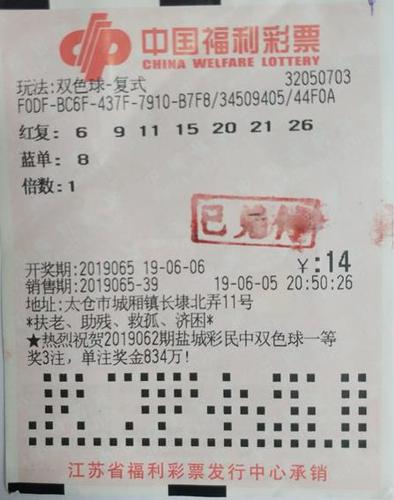 中国福利彩票
CHINA WELFARE LOTTERY
玩法:双色球-复式 32050703
F0DF-BC6F-437F-7910-B7F8/34509405/44F0A
红复: 6 9 11 15 20 21 26
蓝单: 8
倍数:1
已兑付
开奖期:2019065 19-06-06 ￥:14
销售期:2019065-39 19-06-05 20:50:26
地址:太仓市城厢镇长埭北弄11号
*扶老、助残、救孤、济困*
★热烈祝贺2019062期盐城彩民中双色球一等
奖3注，单注奖金834万!
江苏省福利彩票发行中心承销